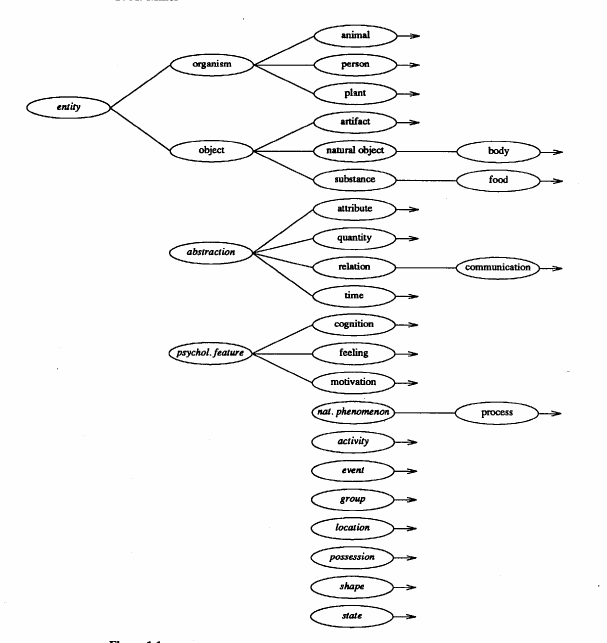 animal
organism
person
plant
entity
artifact
object
natural object
body
substance
food
attribute
quantity
abstraction
relation
communication
time
cognition
psychol. feature
feeling
motivation
nat. phenomenon
process
activity
event
group
location
possession
shape
state